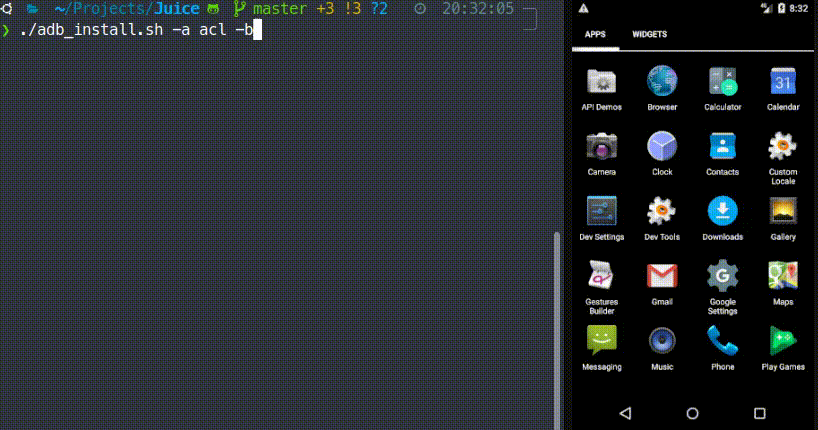 ~/Projects/Juice master +3 !3 ?2 20:32:05
❯ ./adb_install.sh -a acl -b
8:32
APPS WIDGETS
API Demos Browser Calculator Calendar
31
Camera Clock Contacts Custom Locale
Dev Settings Dev Tools Downloads Gallery
Gestures Builder Gmail Google Settings Maps
Messaging Music Phone Play Games